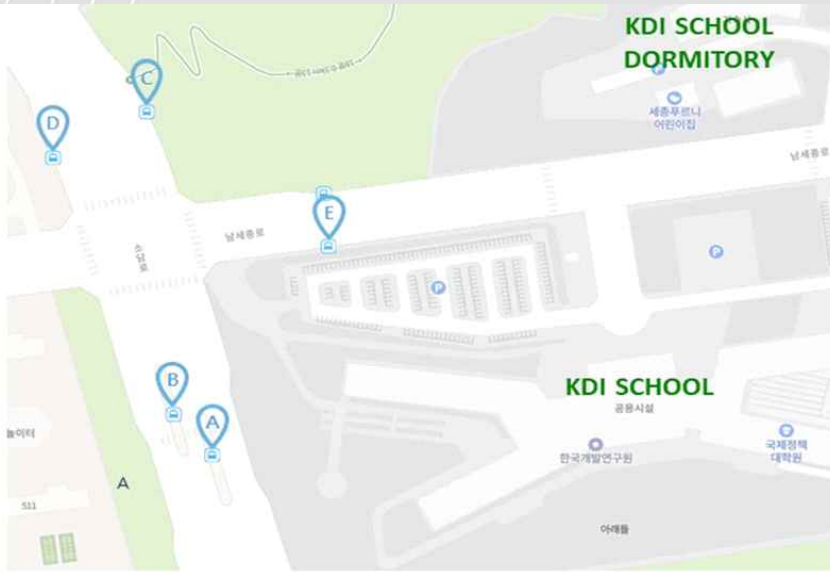 KDI SCHOOL
DORMITORY
C
세종푸르니
어린이집
D
남세종로
E
남세종로
소담로
P
P
B
KDI SCHOOL
공용시설
A
놀이터
한국개발연구원
국제정책
대학원
A
511
아래뜰